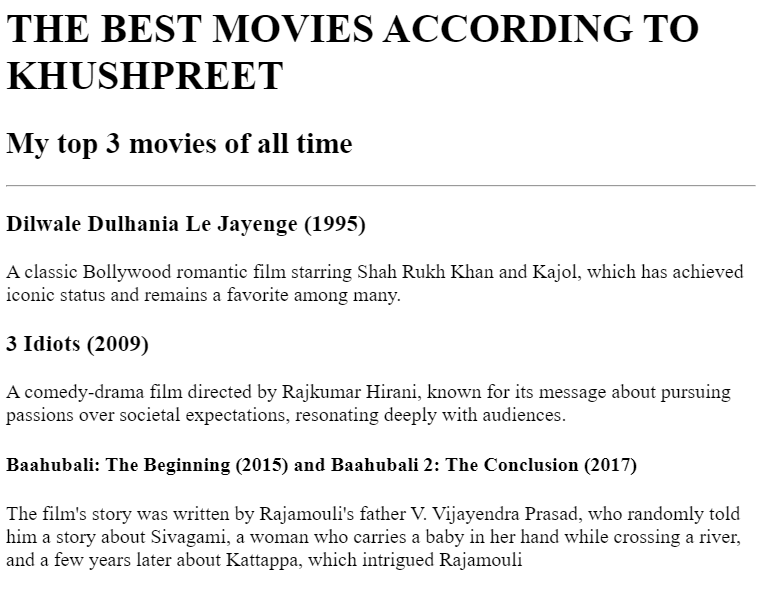 THE BEST MOVIES ACCORDING TO
KHUSHPREET
My top 3 movies of all time
Dilwale Dulhania Le Jayenge (1995)
A classic Bollywood romantic film starring Shah Rukh Khan and Kajol, which has achieved
iconic status and remains a favorite among many.
3 Idiots (2009)
A comedy-drama film directed by Rajkumar Hirani, known for its message about pursuing
passions over societal expectations, resonating deeply with audiences.
Baahubali: The Beginning (2015) and Baahubali 2: The Conclusion (2017)
The film's story was written by Rajamouli's father V. Vijayendra Prasad, who randomly told
him a story about Sivagami, a woman who carries a baby in her hand while crossing a river,
and a few years later about Kattappa, which intrigued Rajamouli